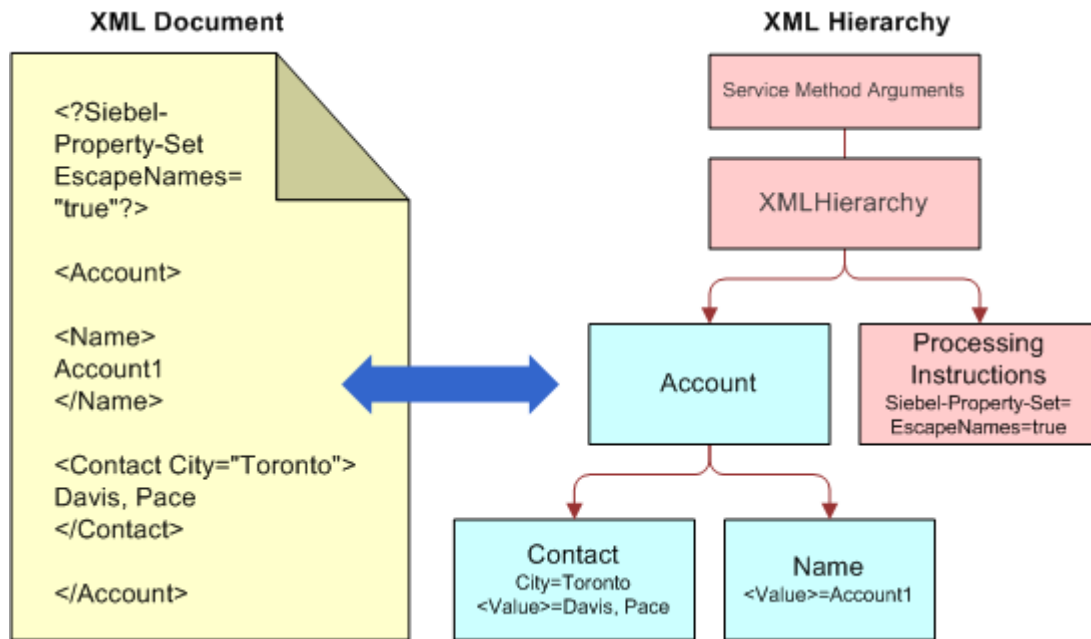 XML Document
<?Siebel-
Property-Set
EscapeNames=
"true"?>
<Account>
<Name>
Account1
</Name>
<Contact City="Toronto">
Davis, Pace
</Contact>
</Account>
XML Hierarchy
Service Method Arguments
XMLHierarchy
Account
Processing
Instructions
Siebel-Property-Set=
EscapeNames=true
Contact
City=Toronto
<Value>=Davis, Pace
Name
<Value>=Account1